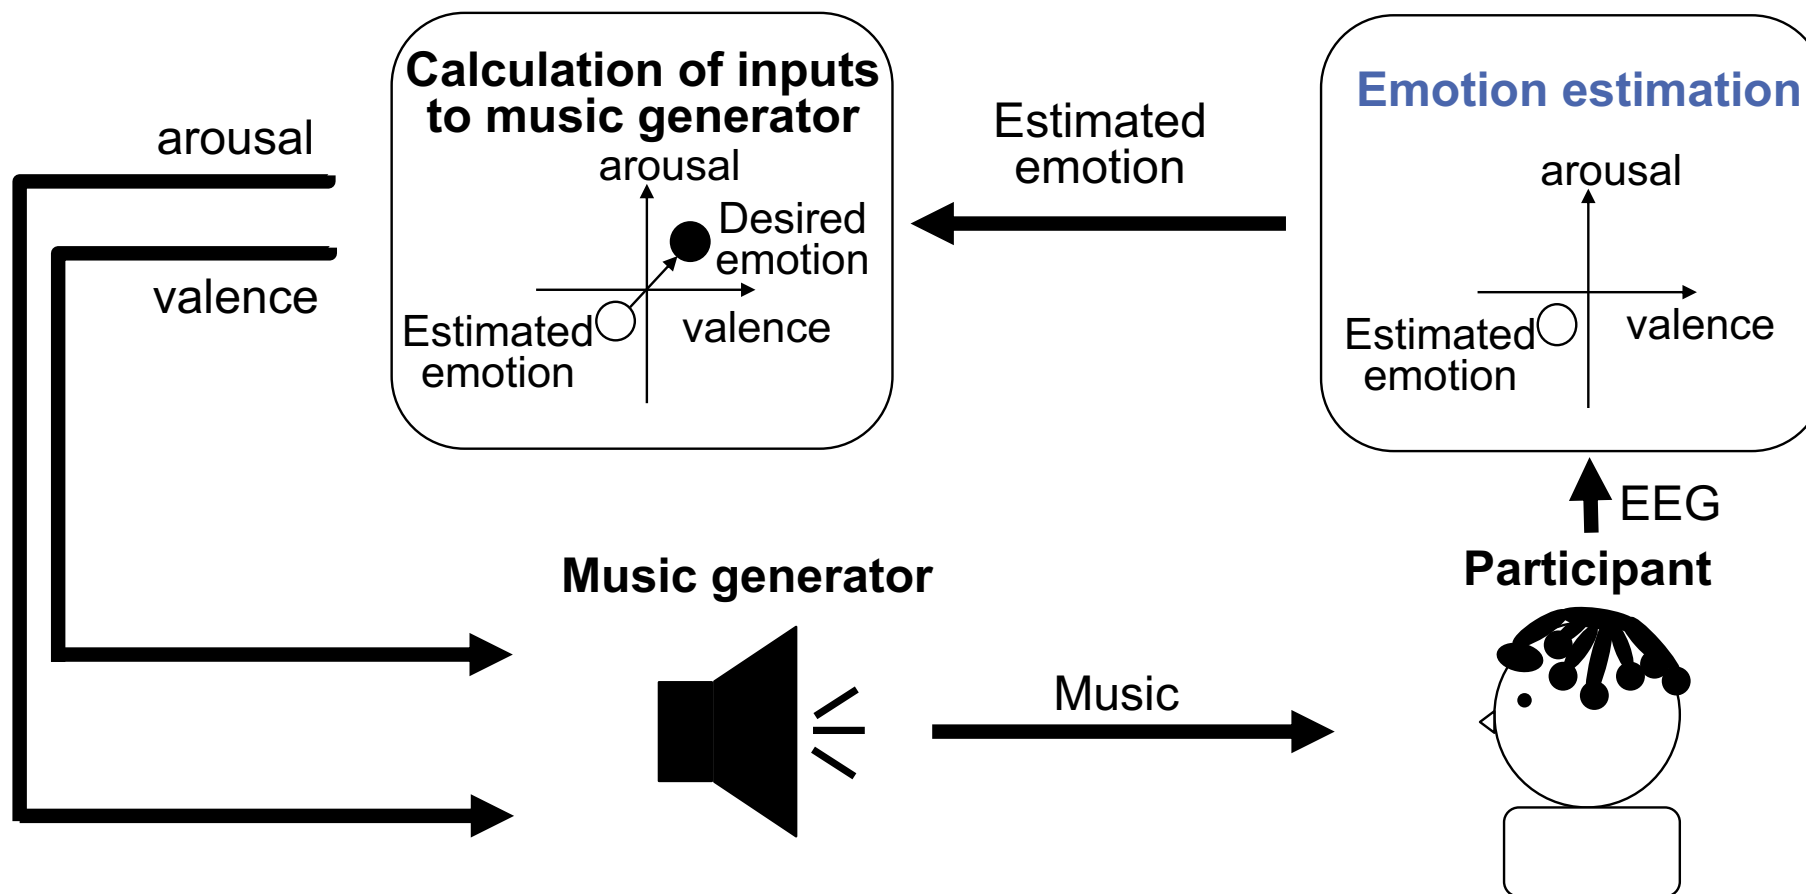 Calculation of inputs
to music generator
arousal
Desired
emotion
Estimated
emotion
valence
Estimated
emotion
Emotion estimation
arousal
Estimated
emotion
valence
arousal
valence
EEG
Participant
Music generator
Music